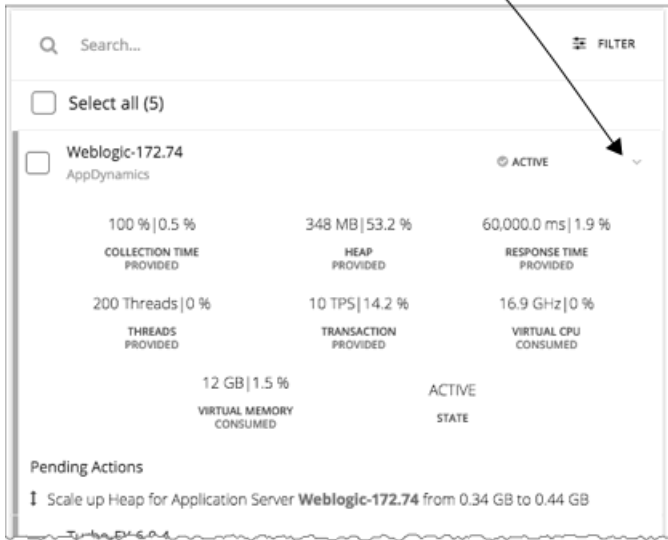 Search...
FILTER
Select all (5)
Weblogic-172.74
AppDynamics
ACTIVE
100 %|0.5 %
348 MB|53.2 %
60,000.0 ms|1.9 %
COLLECTION TIME
HEAP
RESPONSE TIME
PROVIDED
PROVIDED
PROVIDED
200 Threads|0 %
10 TPS|14.2 %
16.9 GHz|0 %
THREADS
TRANSACTION
VIRTUAL CPU
PROVIDED
PROVIDED
CONSUMED
12 GB|1.5 %
ACTIVE
VIRTUAL MEMORY
STATE
CONSUMED
Pending Actions
Scale up Heap for Application Server Weblogic-172.74 from 0.34 GB to 0.44 GB